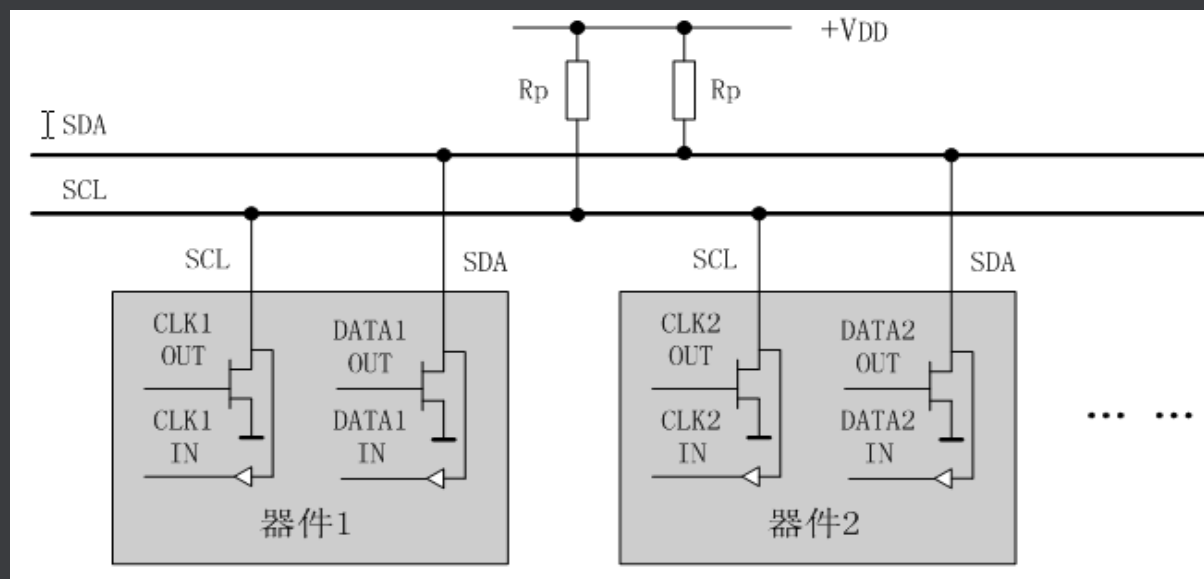 +VDD
Rp
Rp
SDA
SCL
SCL
SDA
SCL
SDA
CLK1
OUT
DATA1
OUT
CLK2
OUT
DATA2
OUT
CLK1
IN
DATA1
IN
CLK2
IN
DATA2
IN
... ...
器件1
器件2